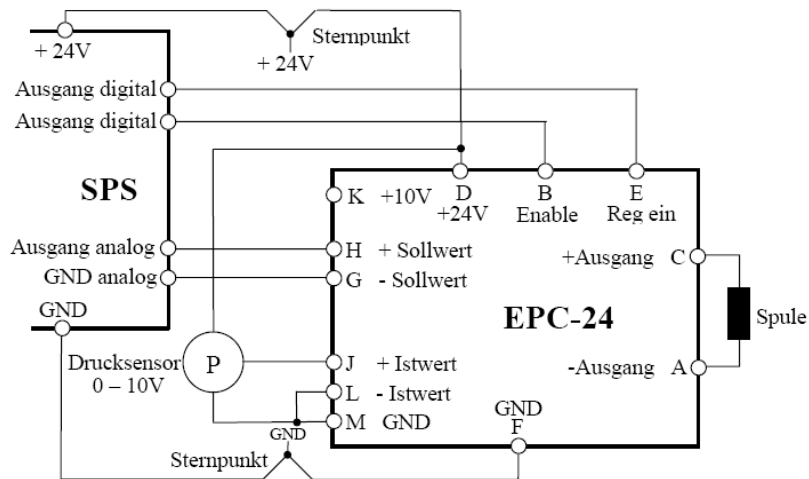 + 24V
Sternpunkt
+ 24V
Ausgang digital
Ausgang digital
SPS
K +10V
D
+24V
B
Enable
E
Reg ein
Ausgang analog
H + Sollwert
GND analog
G - Sollwert
+Ausgang C
EPC-24
GND
Spule
Drucksensor
0 – 10V
P
J + Istwert
-Ausgang A
L - Istwert
M GND
GND
F
GND
Sternpunkt